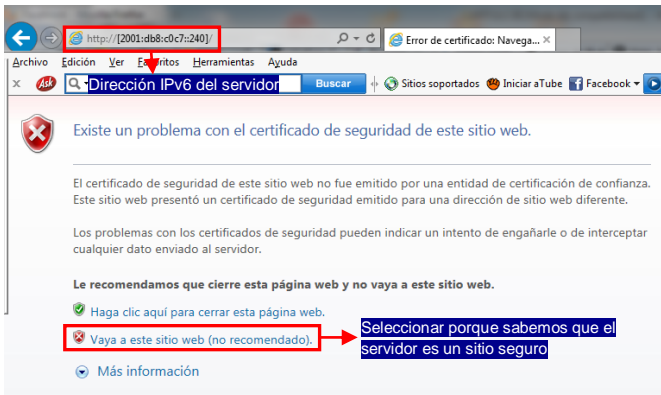 http://[2001:db8:c0c7::240]/
Error de certificado: Navega...
Archivo Edición Ver Favoritos Herramientas Ayuda
Ask Dirección IPv6 del servidor Buscar Sitios soportados Iniciar aTube Facebook
Existe un problema con el certificado de seguridad de este sitio web.
El certificado de seguridad de este sitio web no fue emitido por una entidad de certificación de confianza.
Este sitio web presentó un certificado de seguridad emitido para una dirección de sitio web diferente.
Los problemas con los certificados de seguridad pueden indicar un intento de engañarle o de interceptar
cualquier dato enviado al servidor.
Le recomendamos que cierre esta página web y no vaya a este sitio web.
Haga clic aquí para cerrar esta página web.
Vaya a este sitio web (no recomendado).
Seleccionar porque sabemos que el
servidor es un sitio seguro
Más información